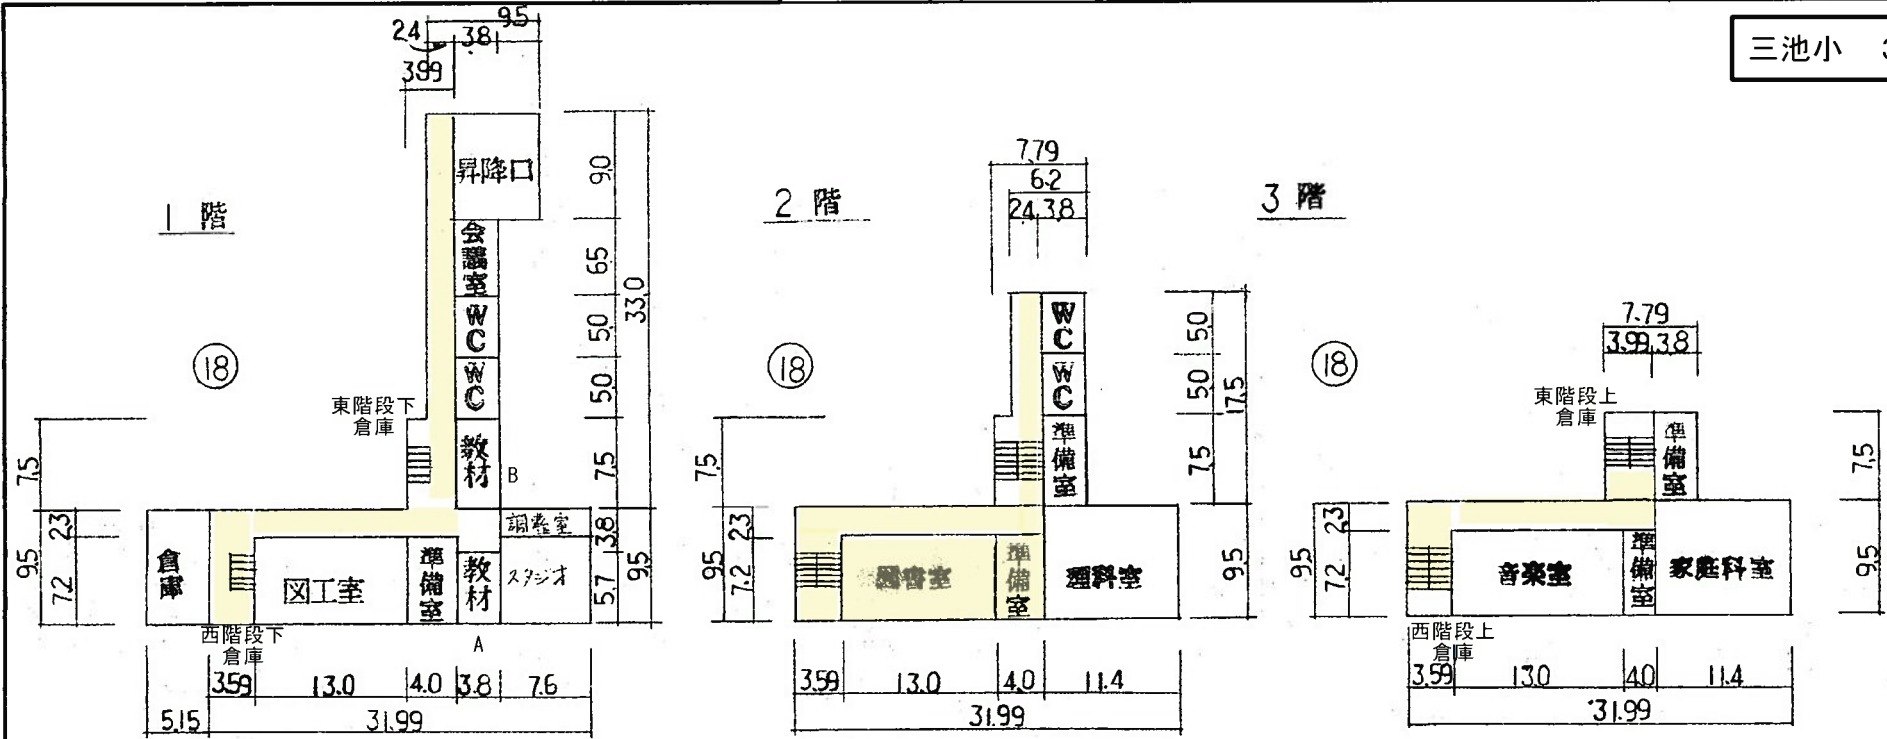 三池小
1階
2.4
9.5
3.8
3.99
昇降口
会議室
WC
WC
教材
B
9.0
6.5
5.0
5.0
7.5
33.0
18
東階段下
倉庫
7.5
9.5
2.3
7.2
倉庫
図工室
準備室
教材
調整室
スタジオ
3.8
5.7
9.5
西階段下
倉庫
A
3.59
13.0
4.0
3.8
7.6
5.15
31.99
2階
7.79
6.2
2.4
3.8
18
WC
WC
準備室
5.0
5.0
7.5
17.5
7.5
9.5
2.3
7.2
図書室
準備室
理科室
9.5
3.59
13.0
4.0
11.4
31.99
3階
7.79
3.99
3.8
18
東階段上
倉庫
準備室
7.5
9.5
2.3
7.2
音楽室
準備室
家庭科室
9.5
西階段上
倉庫
3.59
13.0
4.0
11.4
31.99